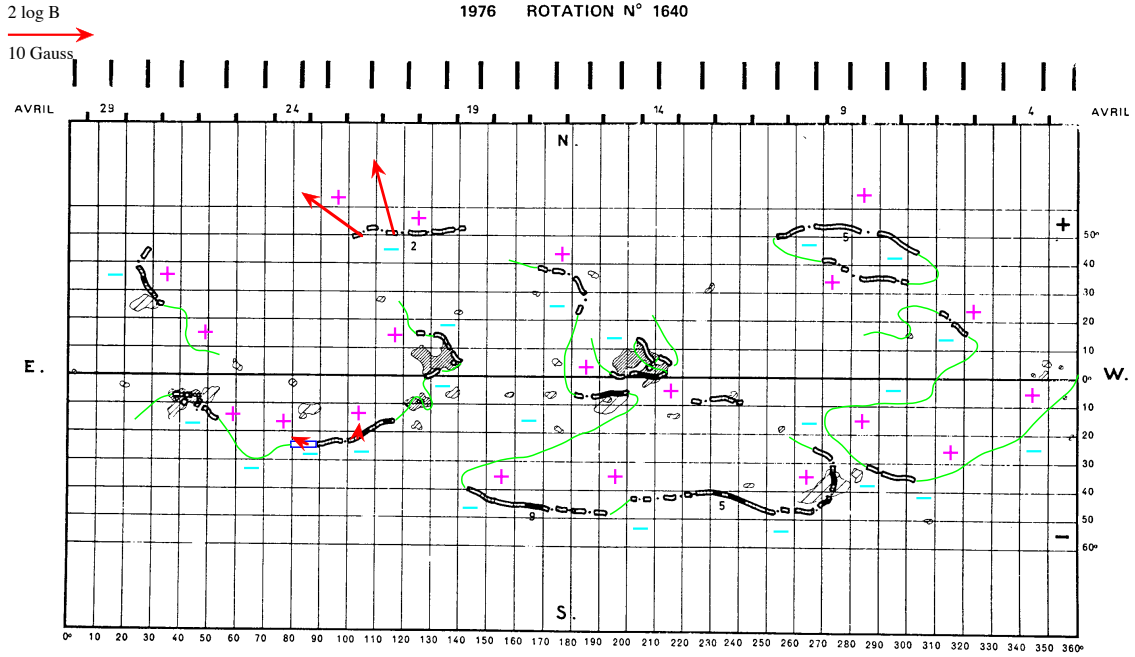 2 log B
1976 ROTATION N° 1640
10 Gauss
AVRIL 29 24 19 14 9 4 AVRIL
N.
+ + + +
2 5 +
50°
40
30
20
10
E. 0° W.
10
20
30
40
9 5
50
60° −
S.
0° 10 20 30 40 50 60 70 80 90 100 110 120 130 140 150 160 170 180 190 200 210 220 230 240 250 260 270 280 290 300 310 320 330 340 350 360°